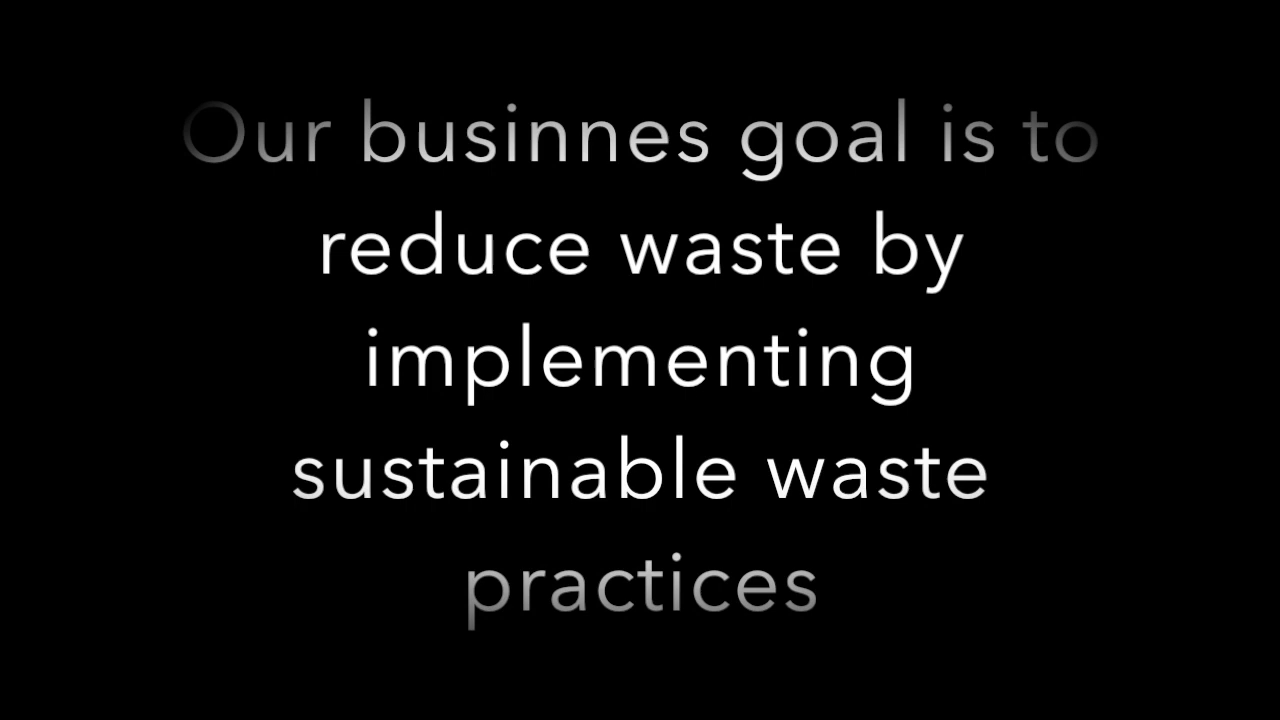 Our businnes goal is to
reduce waste by
implementing
sustainable waste
practices